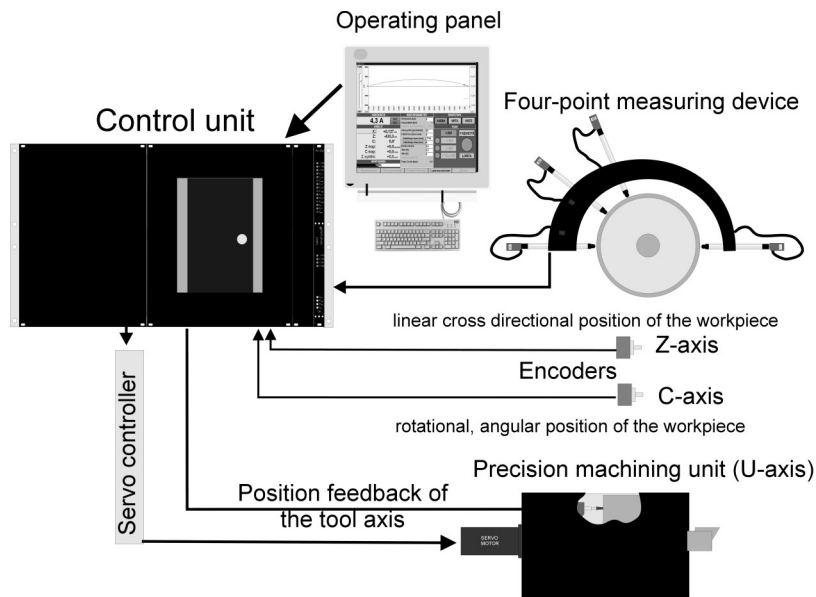 Operating panel
Control unit
Four-point measuring device
4,3 A
linear cross directional position of the workpiece
Z-axis
Encoders
C-axis
rotational, angular position of the workpiece
Servo controller
Precision machining unit (U-axis)
Position feedback of
the tool axis
SERVO
MOTOR